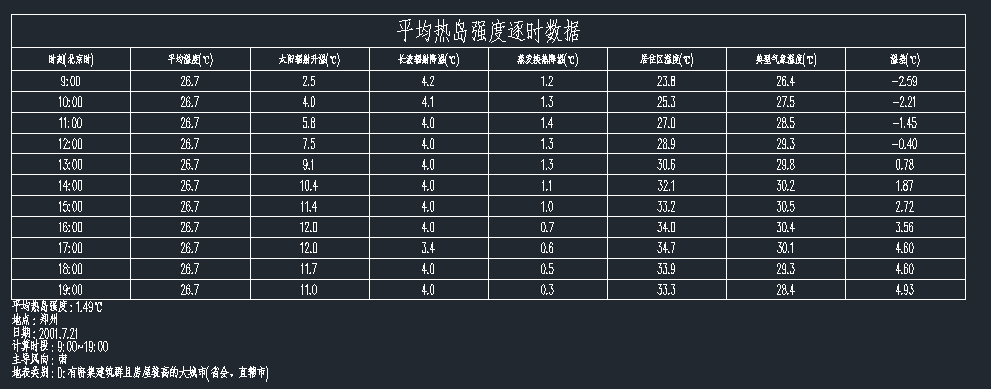 平均热岛强度逐时数据
时刻(北京时) 平均温度(℃) 太阳辐射升温(℃) 长波辐射降温(℃) 蒸发换热降温(℃) 居住区温度(℃) 典型气象温度(℃) 温差(℃)
9:00 26.7 2.5 4.2 1.2 23.8 26.4 -2.59
10:00 26.7 4.0 4.1 1.3 25.3 27.5 -2.21
11:00 26.7 5.8 4.0 1.4 27.0 28.5 -1.45
12:00 26.7 7.5 4.0 1.3 28.9 29.3 -0.40
13:00 26.7 9.1 4.0 1.3 30.6 29.8 0.78
14:00 26.7 10.4 4.0 1.1 32.1 30.2 1.87
15:00 26.7 11.4 4.0 1.0 33.2 30.5 2.72
16:00 26.7 12.0 4.0 0.7 34.0 30.4 3.56
17:00 26.7 12.0 3.4 0.6 34.7 30.1 4.60
18:00 26.7 11.7 4.0 0.5 33.9 29.3 4.60
19:00 26.7 11.0 4.0 0.3 33.3 28.4 4.93
平均热岛强度:1.49℃
地点:郑州
日期:2001.7.21
计算时程:9:00~19:00
主导风向:南
地表类别:D:有密集建筑群且房屋较高的大城市(省会、直辖市)